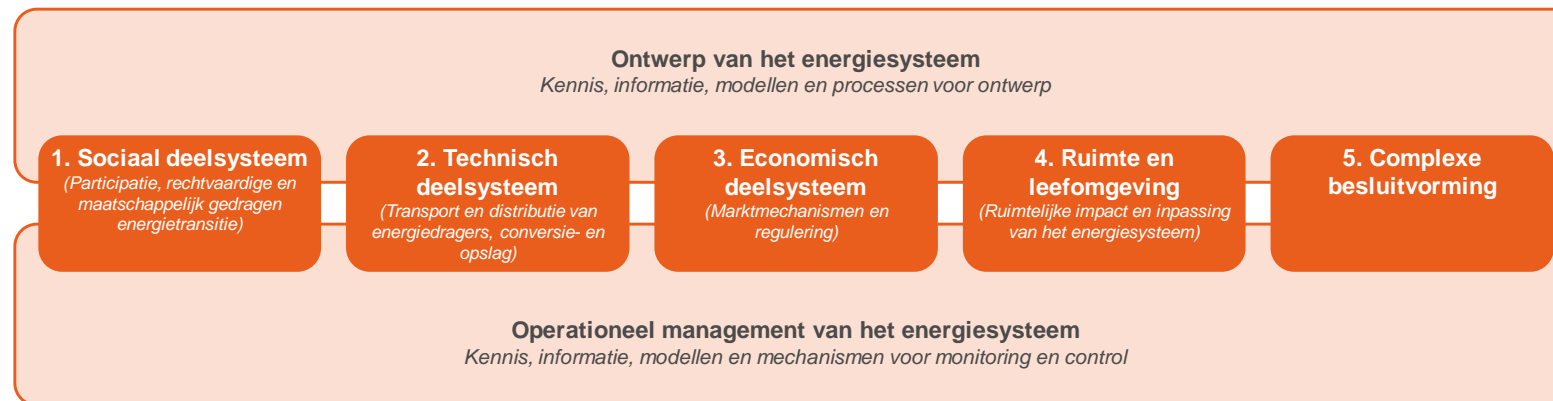 Ontwerp van het energiesysteem
Kennis, informatie, modellen en processen voor ontwerp
1. Sociaal deelsysteem
(Participatie, rechtvaardige en
maatschappelijk gedragen
energietransitie)
2. Technisch
deelsysteem
(Transport en distributie van
energiedragers, conversie- en
opslag)
3. Economisch
deelsysteem
(Marktmechanismen en
regulering)
4. Ruimte en
leefomgeving
(Ruimtelijke impact en inpassing
van het energiesysteem)
5. Complexe
besluitvorming
Operationeel management van het energiesysteem
Kennis, informatie, modellen en mechanismen voor monitoring en control